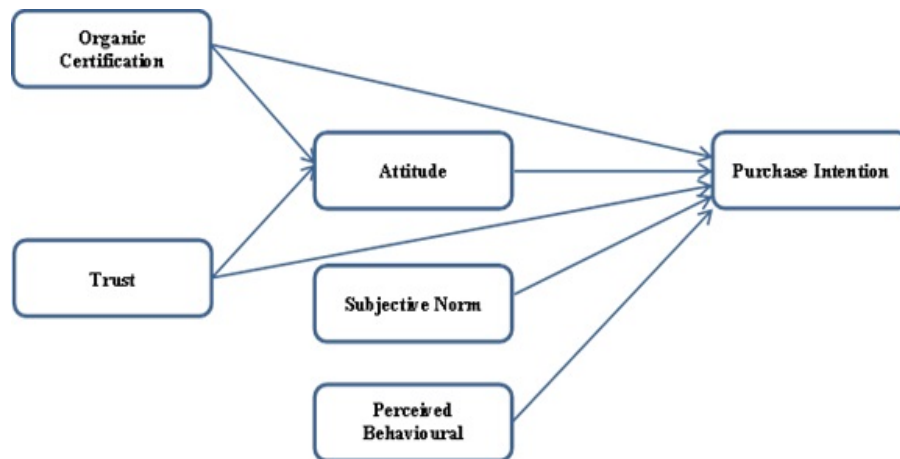 Organic
Certification
Attitude
Purchase Intention
Trust
Subjective Norm
Perceived
Behavioural